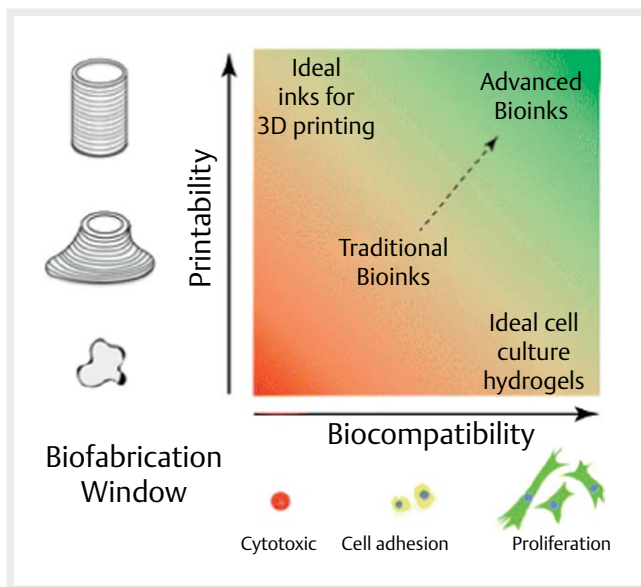 Ideal
inks for
3D printing
Advanced
Bioinks
Printability
Traditional
Bioinks
Ideal cell
culture
hydrogels
Biocompatibility
Biofabrication
Window
Cytotoxic
Cell adhesion
Proliferation